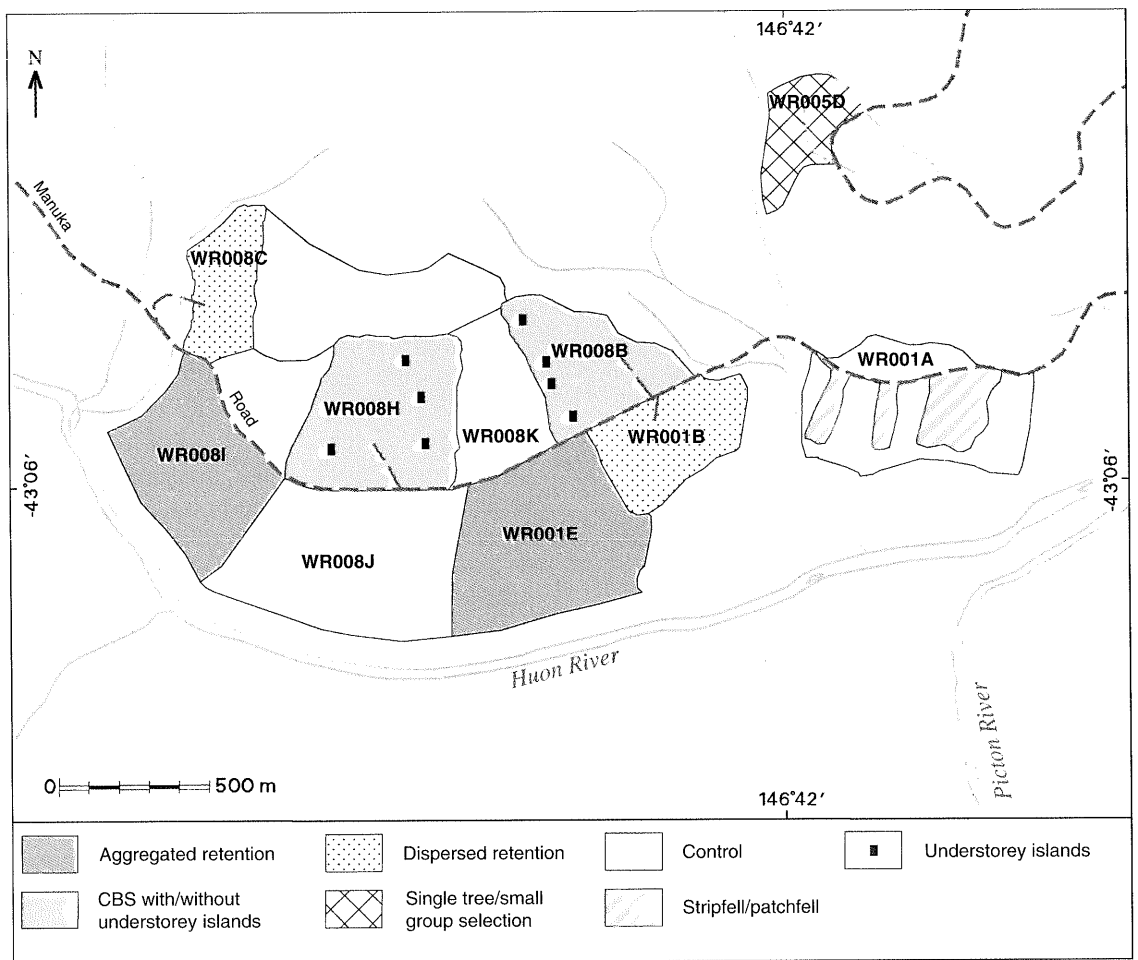 146°42′
N
WR005D
Manuka
WR008C
WR008B
WR001A
WR008H
Road
WR008K
WR001B
WR008I
-43°06′
-43°06′
WR001E
WR008J
Huon River
Picton River
0 500 m
146°42′
Aggregated retention
Dispersed retention
Control
Understorey islands
CBS with/without
understorey islands
Single tree/small
group selection
Stripfell/patchfell